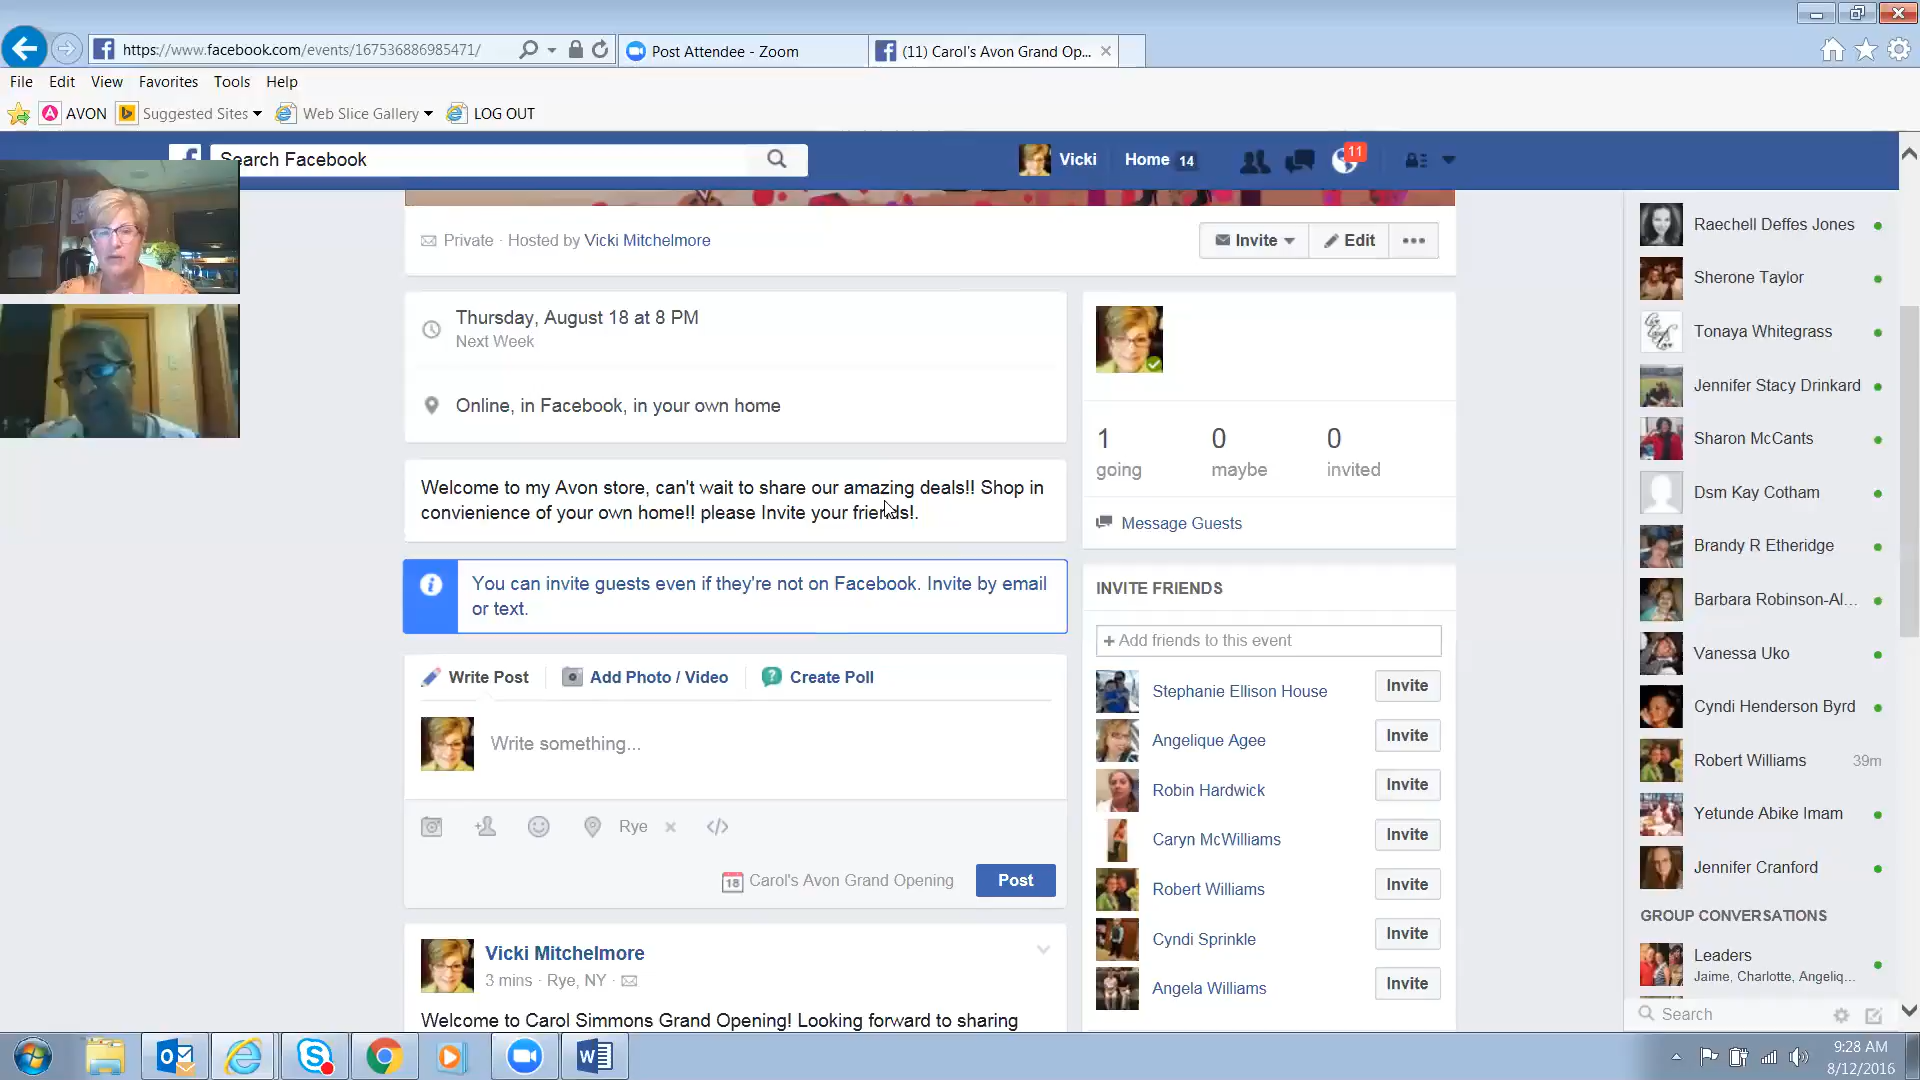 https://www.facebook.com/events/167536886985471/
Post Attendee - Zoom
(11) Carol's Avon Grand Op...
File Edit View Favorites Tools Help
AVON Suggested Sites Web Slice Gallery LOG OUT
Search Facebook
Vicki Home 14
11
Private · Hosted by Vicki Mitchelmore
Invite Edit
Thursday, August 18 at 8 PM
Next Week
Online, in Facebook, in your own home
1 going
0 maybe
0 invited
Message Guests
Welcome to my Avon store, can't wait to share our amazing deals!! Shop in
convienience of your own home!! please Invite your friends!.
You can invite guests even if they're not on Facebook. Invite by email
or text.
Write Post Add Photo / Video Create Poll
Write something...
Rye
18 Carol's Avon Grand Opening Post
Vicki Mitchelmore
3 mins · Rye, NY ·
Welcome to Carol Simmons Grand Opening! Looking forward to sharing
INVITE FRIENDS
+ Add friends to this event
Stephanie Ellison House Invite
Angelique Agee Invite
Robin Hardwick Invite
Caryn McWilliams Invite
Robert Williams Invite
Cyndi Sprinkle Invite
Angela Williams Invite
Raechell Deffes Jones
Sherone Taylor
Tonaya Whitegrass
Jennifer Stacy Drinkard
Sharon McCants
Dsm Kay Cotham
Brandy R Etheridge
Barbara Robinson-Al...
Vanessa Uko
Cyndi Henderson Byrd
Robert Williams 39m
Yetunde Abike Imam
Jennifer Cranford
GROUP CONVERSATIONS
Leaders
Jaime, Charlotte, Angeliq...
Search
9:28 AM
8/12/2016